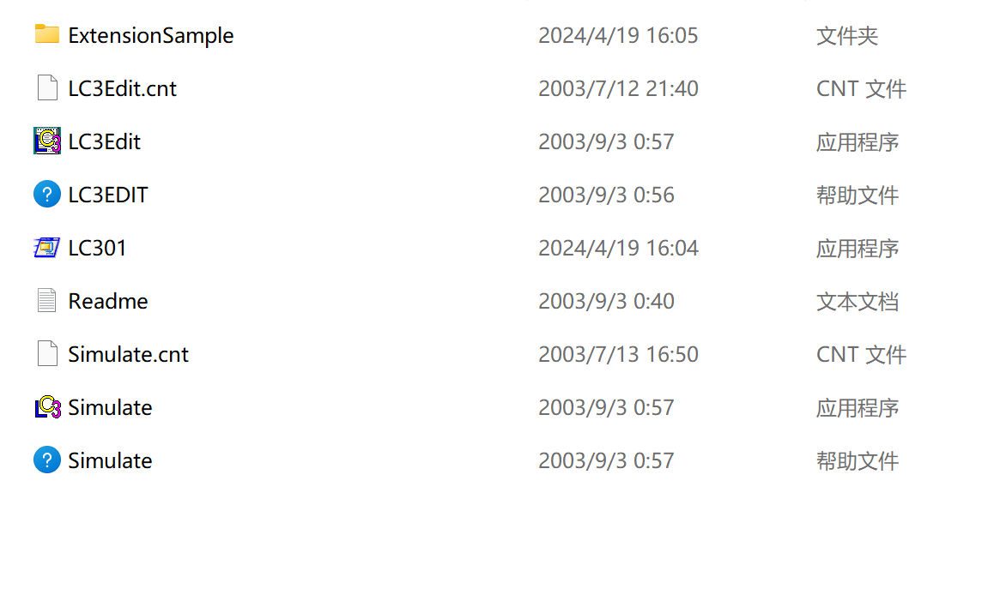 ExtensionSample 2024/4/19 16:05 文件夹
LC3Edit.cnt 2003/7/12 21:40 CNT 文件
LC3Edit 2003/9/3 0:57 应用程序
LC3EDIT 2003/9/3 0:56 帮助文件
LC301 2024/4/19 16:04 应用程序
Readme 2003/9/3 0:40 文本文档
Simulate.cnt 2003/7/13 16:50 CNT 文件
Simulate 2003/9/3 0:57 应用程序
Simulate 2003/9/3 0:57 帮助文件